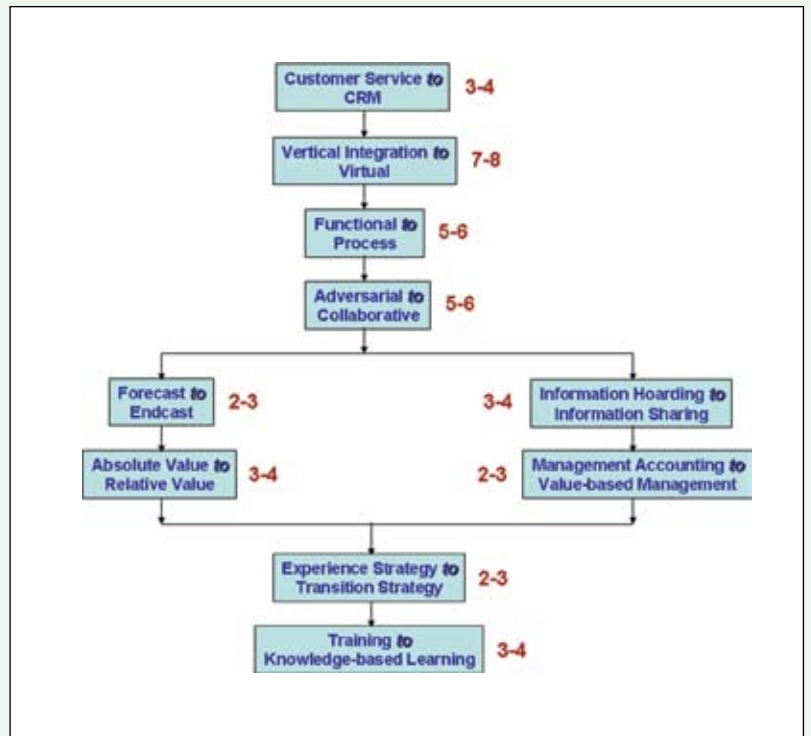 Customer Service to
CRM
3-4
Vertical Integration to
Virtual
7-8
Functional to
Process
5-6
Adversarial to
Collaborative
5-6
Forecast to
Endcast
2-3
3-4
Information Hoarding to
Information Sharing
Absolute Value to
Relative Value
3-4
2-3
Management Accounting to
Value-based Management
Experience Strategy to
Transition Strategy
2-3
Training to
Knowledge-based Learning
3-4